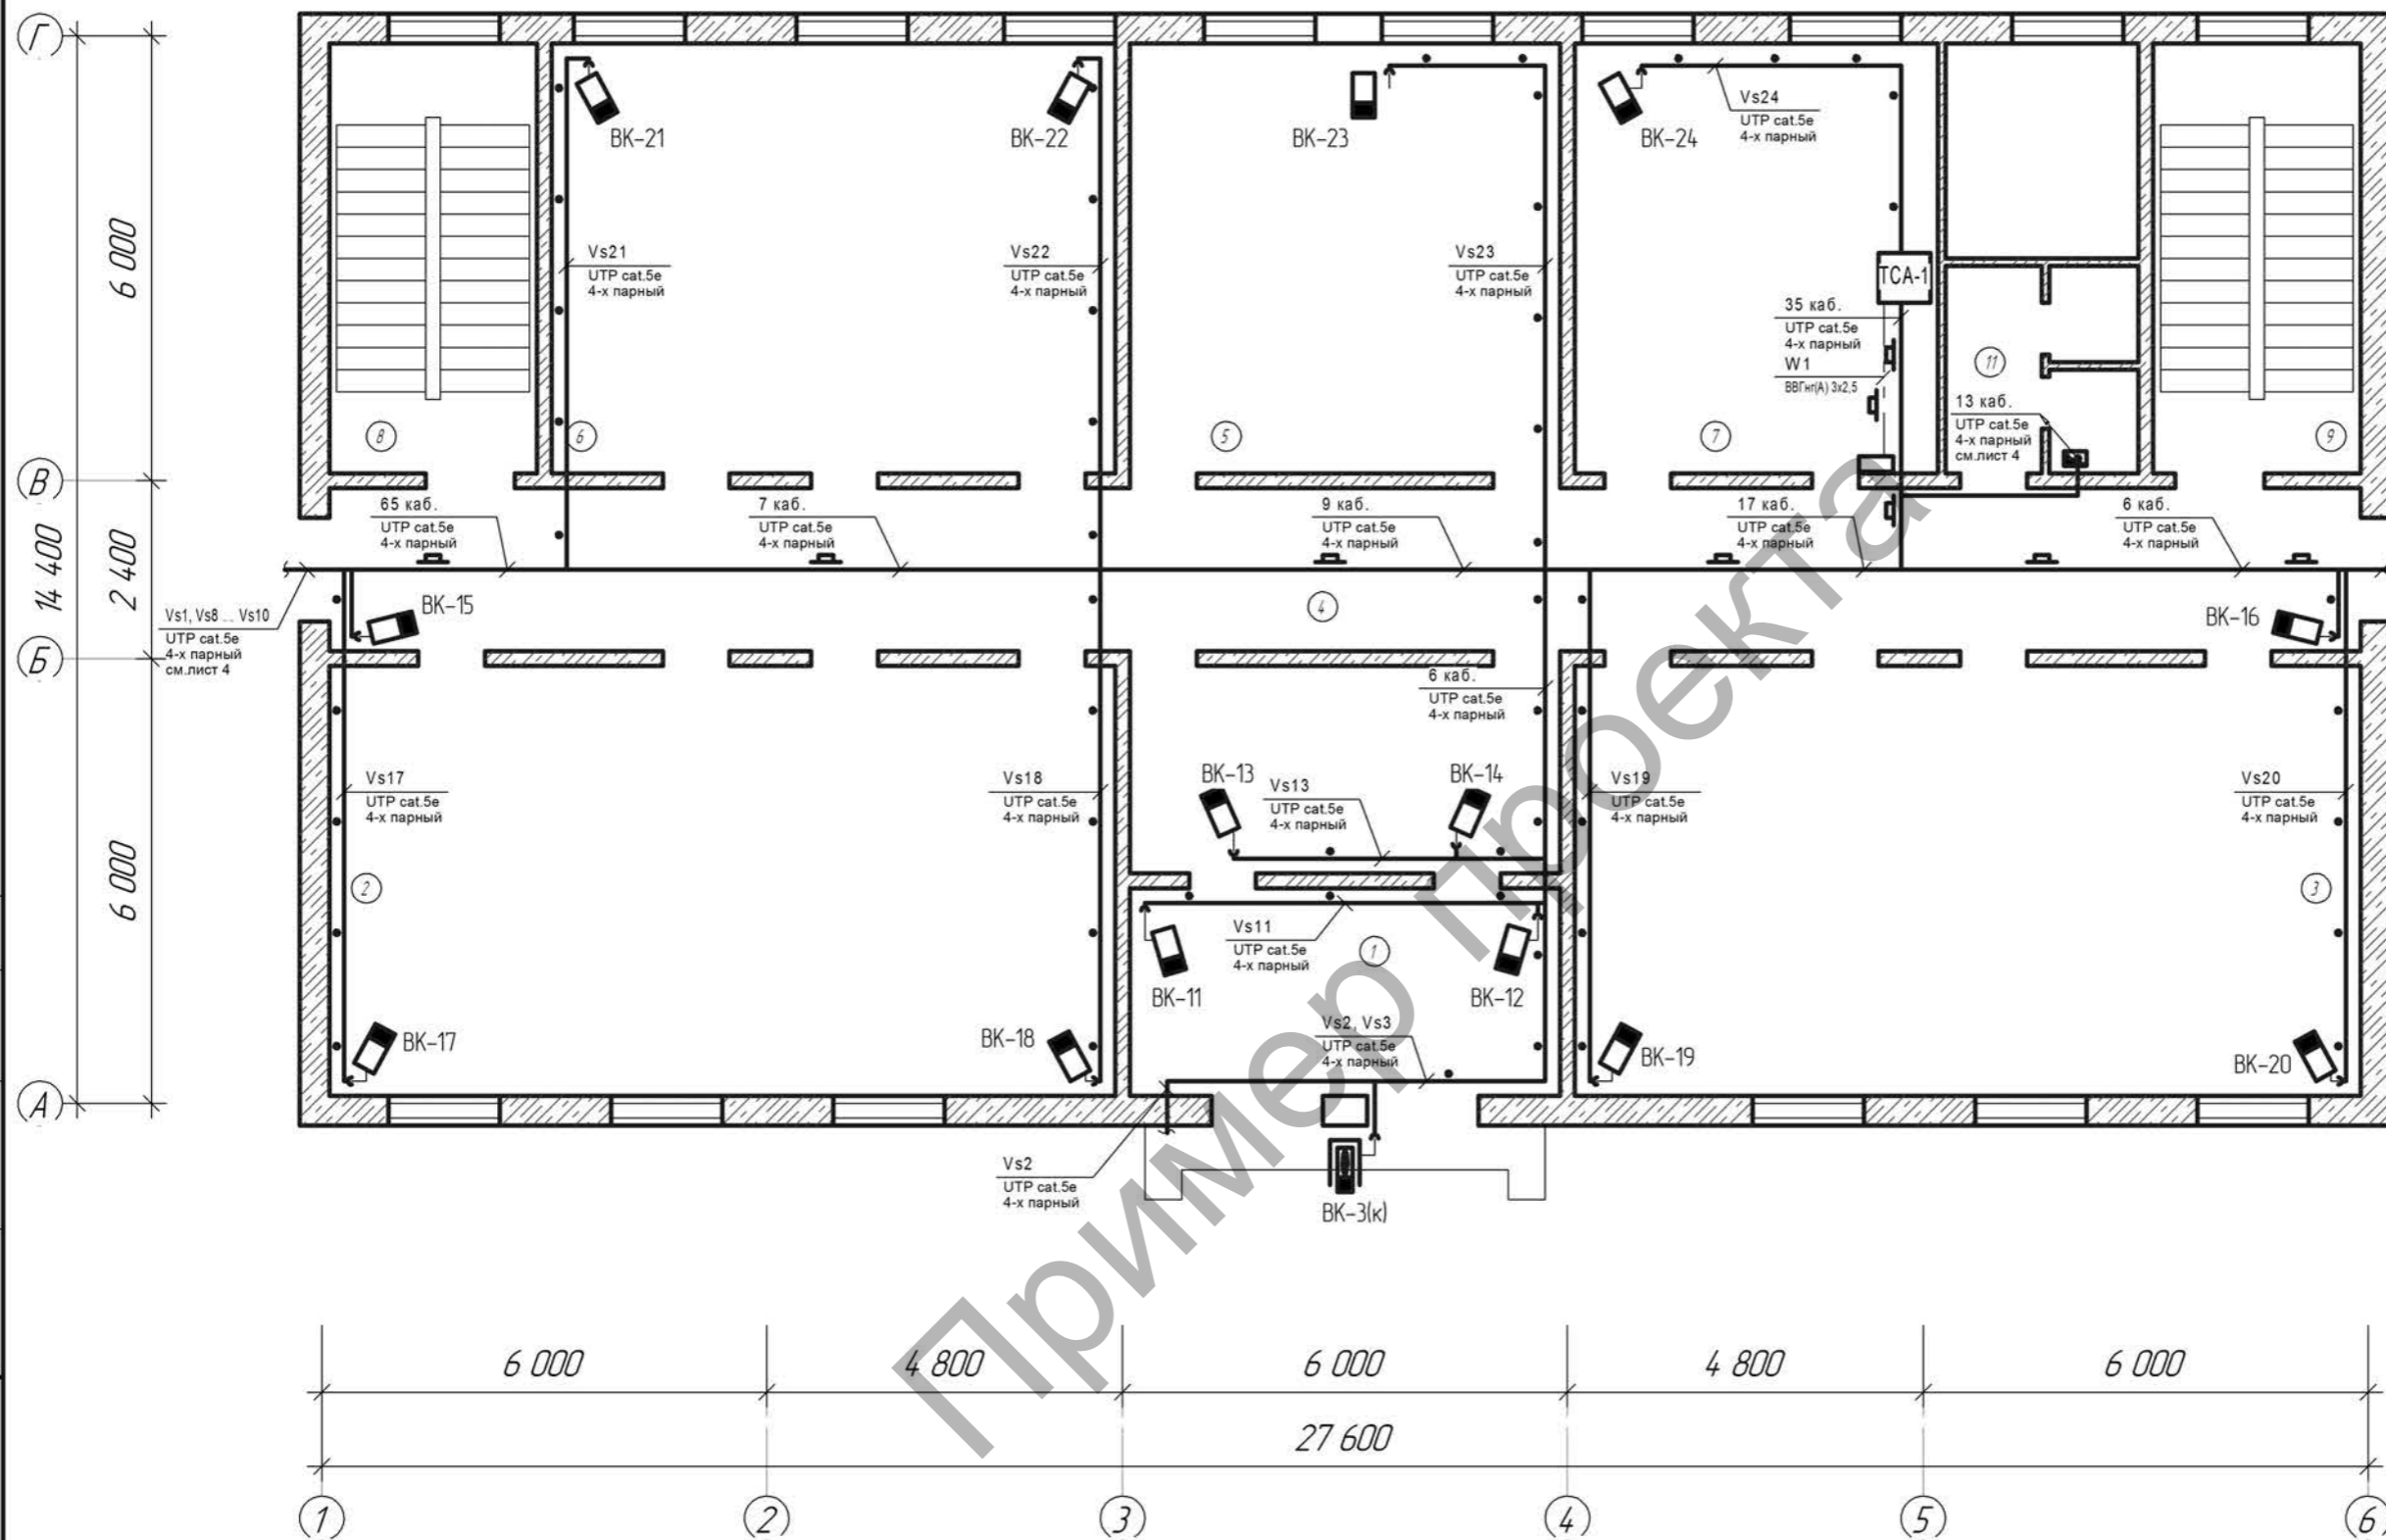 Г
В
Б
А
6 000
2 400
6 000
14 400
ВК-21
ВК-22
ВК-23
ВК-24
Vs24
UTP cat.5e
4-х парный
Vs21
UTP cat.5e
4-х парный
Vs22
UTP cat.5e
4-х парный
Vs23
UTP cat.5e
4-х парный
ТСА-1
35 каб.
UTP cat.5e
4-х парный
W1
ВВГнг(А) 3х2,5
11
13 каб.
UTP cat.5e
4-х парный
см.лист 4
8
6
5
7
9
65 каб.
UTP cat.5e
4-х парный
7 каб.
UTP cat.5e
4-х парный
9 каб.
UTP cat.5e
4-х парный
17 каб.
UTP cat.5e
4-х парный
6 каб.
UTP cat.5e
4-х парный
Vs1, Vs8 ... Vs10
UTP cat.5e
4-х парный
см.лист 4
ВК-15
4
ВК-16
6 каб.
UTP cat.5e
4-х парный
Vs17
UTP cat.5e
4-х парный
Vs18
UTP cat.5e
4-х парный
ВК-13
Vs13
UTP cat.5e
4-х парный
ВК-14
Vs19
UTP cat.5e
4-х парный
Vs20
UTP cat.5e
4-х парный
2
3
Vs11
UTP cat.5e
4-х парный
1
ВК-11
ВК-12
ВК-17
ВК-18
Vs2, Vs3
UTP cat.5e
4-х парный
ВК-19
ВК-20
Vs2
UTP cat.5e
4-х парный
ВК-3(к)
Пример проекта
6 000
4 800
6 000
4 800
6 000
27 600
1
2
3
4
5
6